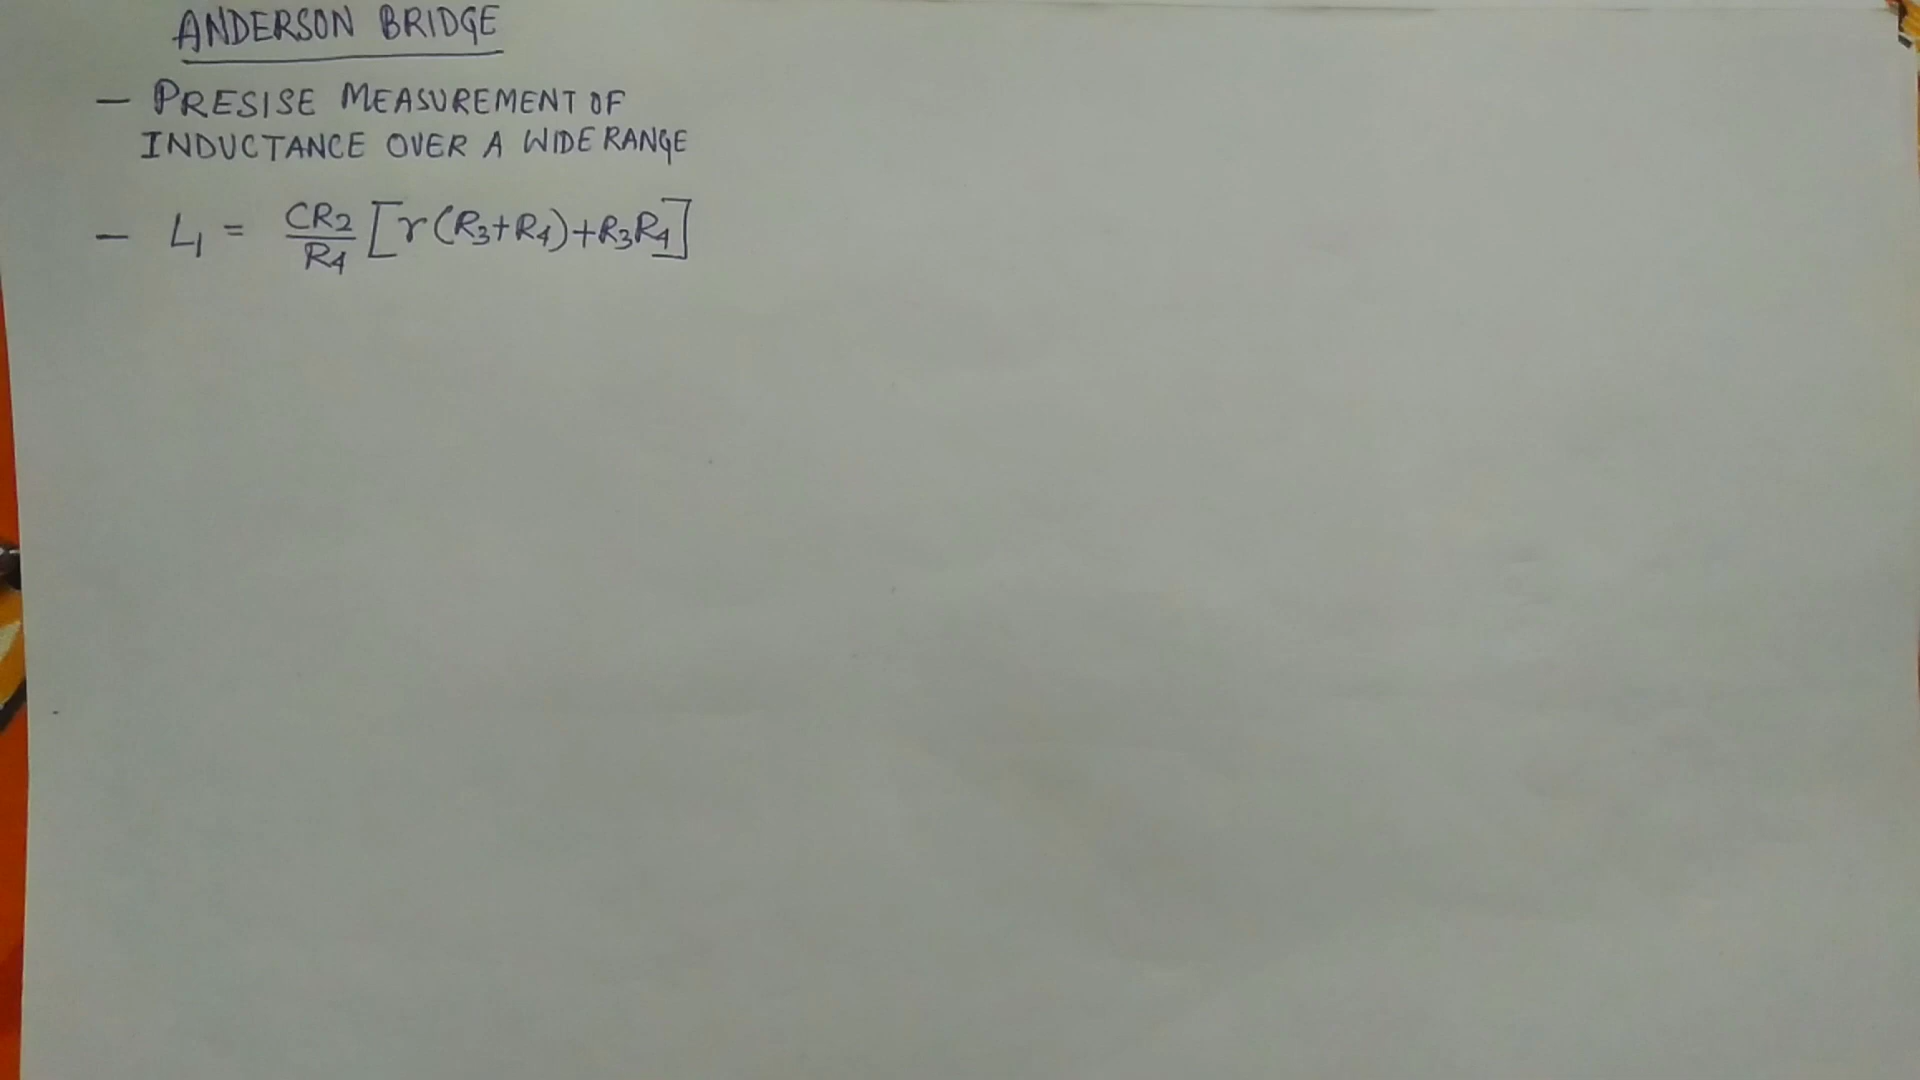 ANDERSON BRIDGE
— PRESISE MEASUREMENT OF
INDUCTANCE OVER A WIDE RANGE
— L₁ = CR₂/R₄ [r(R₃+R₄)+R₃R₄]